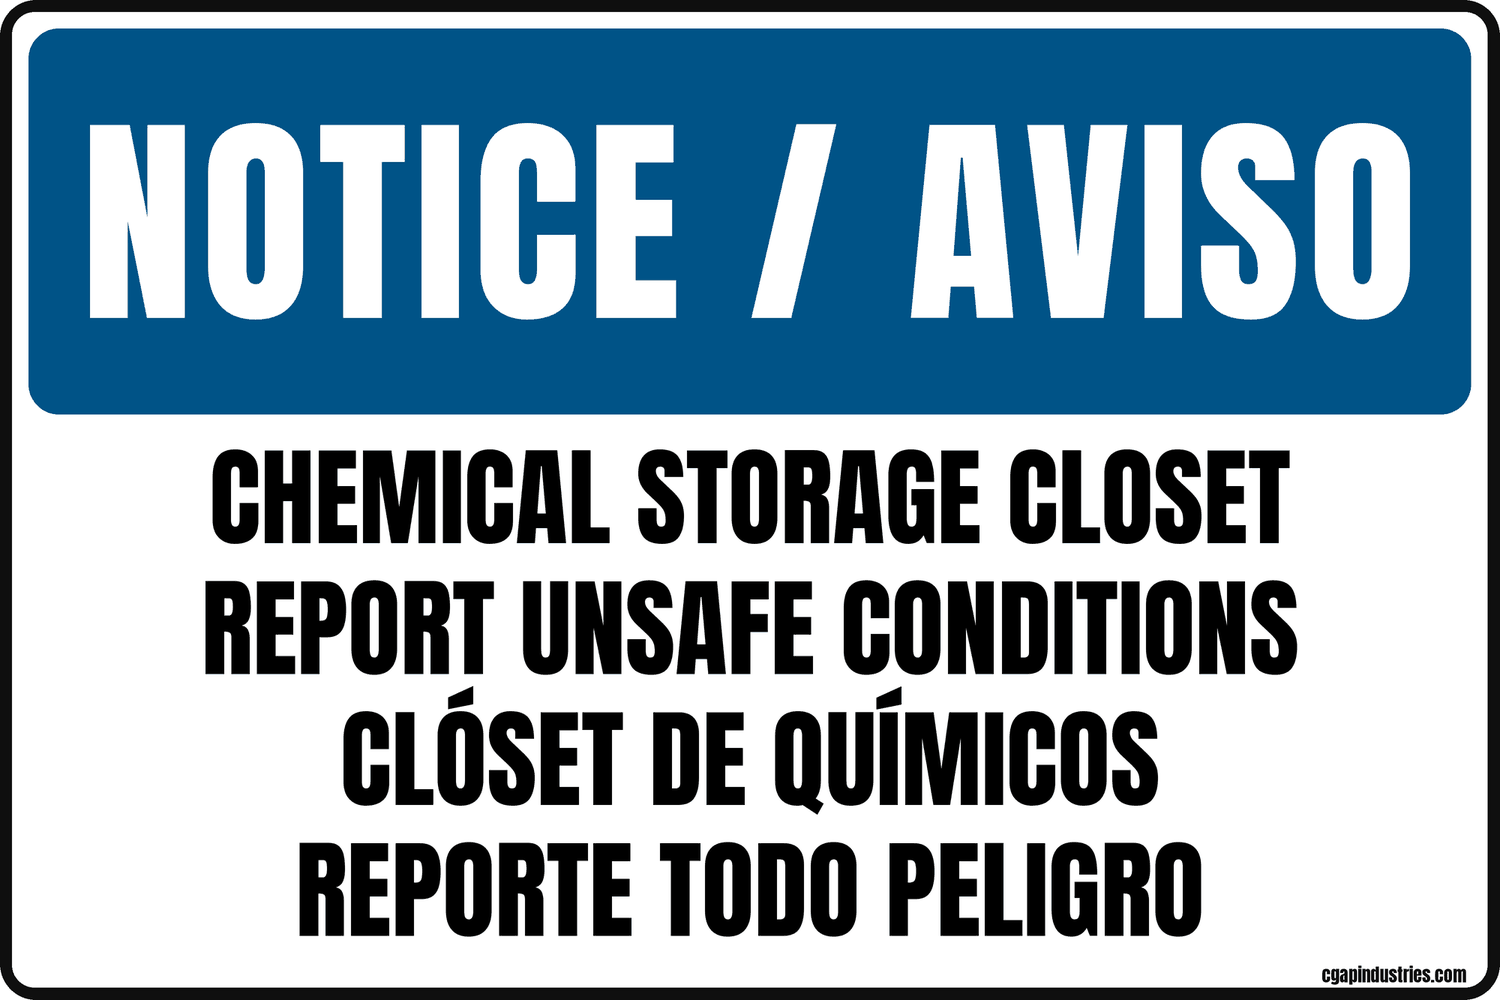 NOTICE / AVISO
CHEMICAL STORAGE CLOSET
REPORT UNSAFE CONDITIONS
CLÓSET DE QUÍMICOS
REPORTE TODO PELIGRO
cgapindustries.com